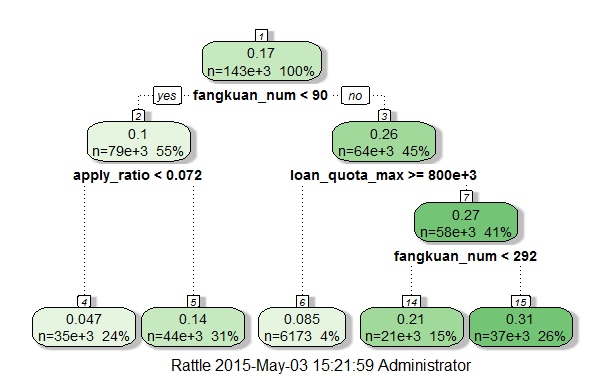 1
0.17
n=143e+3 100%
yes fangkuan_num < 90 no
2 3
0.1 0.26
n=79e+3 55% n=64e+3 45%
apply_ratio < 0.072 loan_quota_max >= 800e+3
7
0.27
n=58e+3 41%
fangkuan_num < 292
4 5 6 14 15
0.047 0.14 0.085 0.21 0.31
n=35e+3 24% n=44e+3 31% n=6173 4% n=21e+3 15% n=37e+3 26%
Rattle 2015-May-03 15:21:59 Administrator